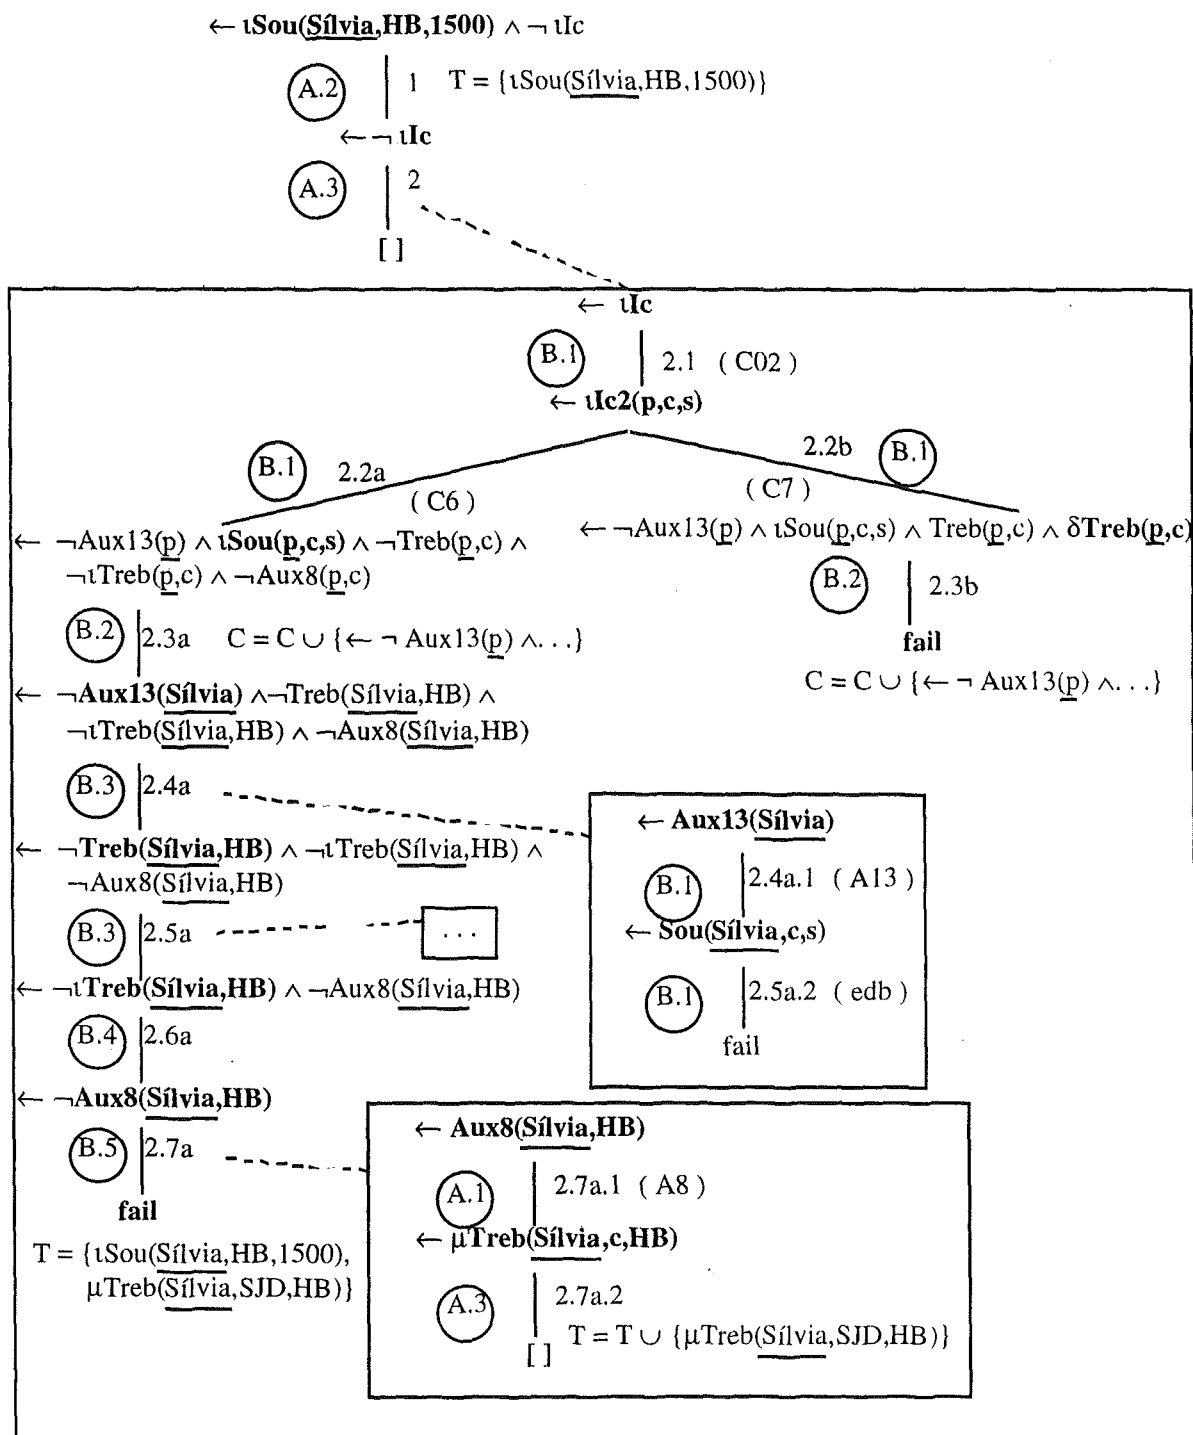 ← ιSou(Sílvia,HB,1500) ∧ ¬ ιIc
A.2 1 T = {ιSou(Sílvia,HB,1500)}
← ¬ ιIc
A.3 2
[ ]
← ιIc
B.1 2.1 ( C02 )
← ιIc2(p,c,s)
B.1 2.2a ( C6 )
2.2b B.1 ( C7 )
← ¬Aux13(p) ∧ ιSou(p,c,s) ∧ ¬Treb(p,c) ∧
¬ιTreb(p,c) ∧ ¬Aux8(p,c)
← ¬Aux13(p) ∧ ιSou(p,c,s) ∧ Treb(p,c) ∧ δTreb(p,c)
B.2 2.3b
fail
C = C ∪ {← ¬ Aux13(p) ∧. . .}
B.2 2.3a C = C ∪ {← ¬ Aux13(p) ∧. . .}
← ¬Aux13(Sílvia) ∧¬Treb(Sílvia,HB) ∧
¬ιTreb(Sílvia,HB) ∧ ¬Aux8(Sílvia,HB)
B.3 2.4a
← ¬Treb(Sílvia,HB) ∧ ¬ιTreb(Sílvia,HB) ∧
¬Aux8(Sílvia,HB)
B.3 2.5a . . .
← ¬ιTreb(Sílvia,HB) ∧ ¬Aux8(Sílvia,HB)
B.4 2.6a
← ¬Aux8(Sílvia,HB)
B.5 2.7a
fail
T = {ιSou(Sílvia,HB,1500),
μTreb(Sílvia,SJD,HB)}
← Aux13(Sílvia)
B.1 2.4a.1 ( A13 )
← Sou(Sílvia,c,s)
B.1 2.5a.2 ( edb )
fail
← Aux8(Sílvia,HB)
A.1 2.7a.1 ( A8 )
← μTreb(Sílvia,c,HB)
A.3 2.7a.2
T = T ∪ {μTreb(Sílvia,SJD,HB)}
[ ]